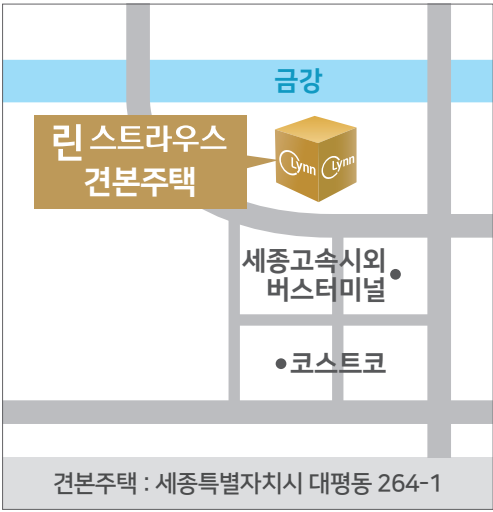 금강
린 스트라우스
견본주택
Lynn Lynn
세종고속시외
버스터미널
코스트코
견본주택 : 세종특별자치시 대평동 264-1